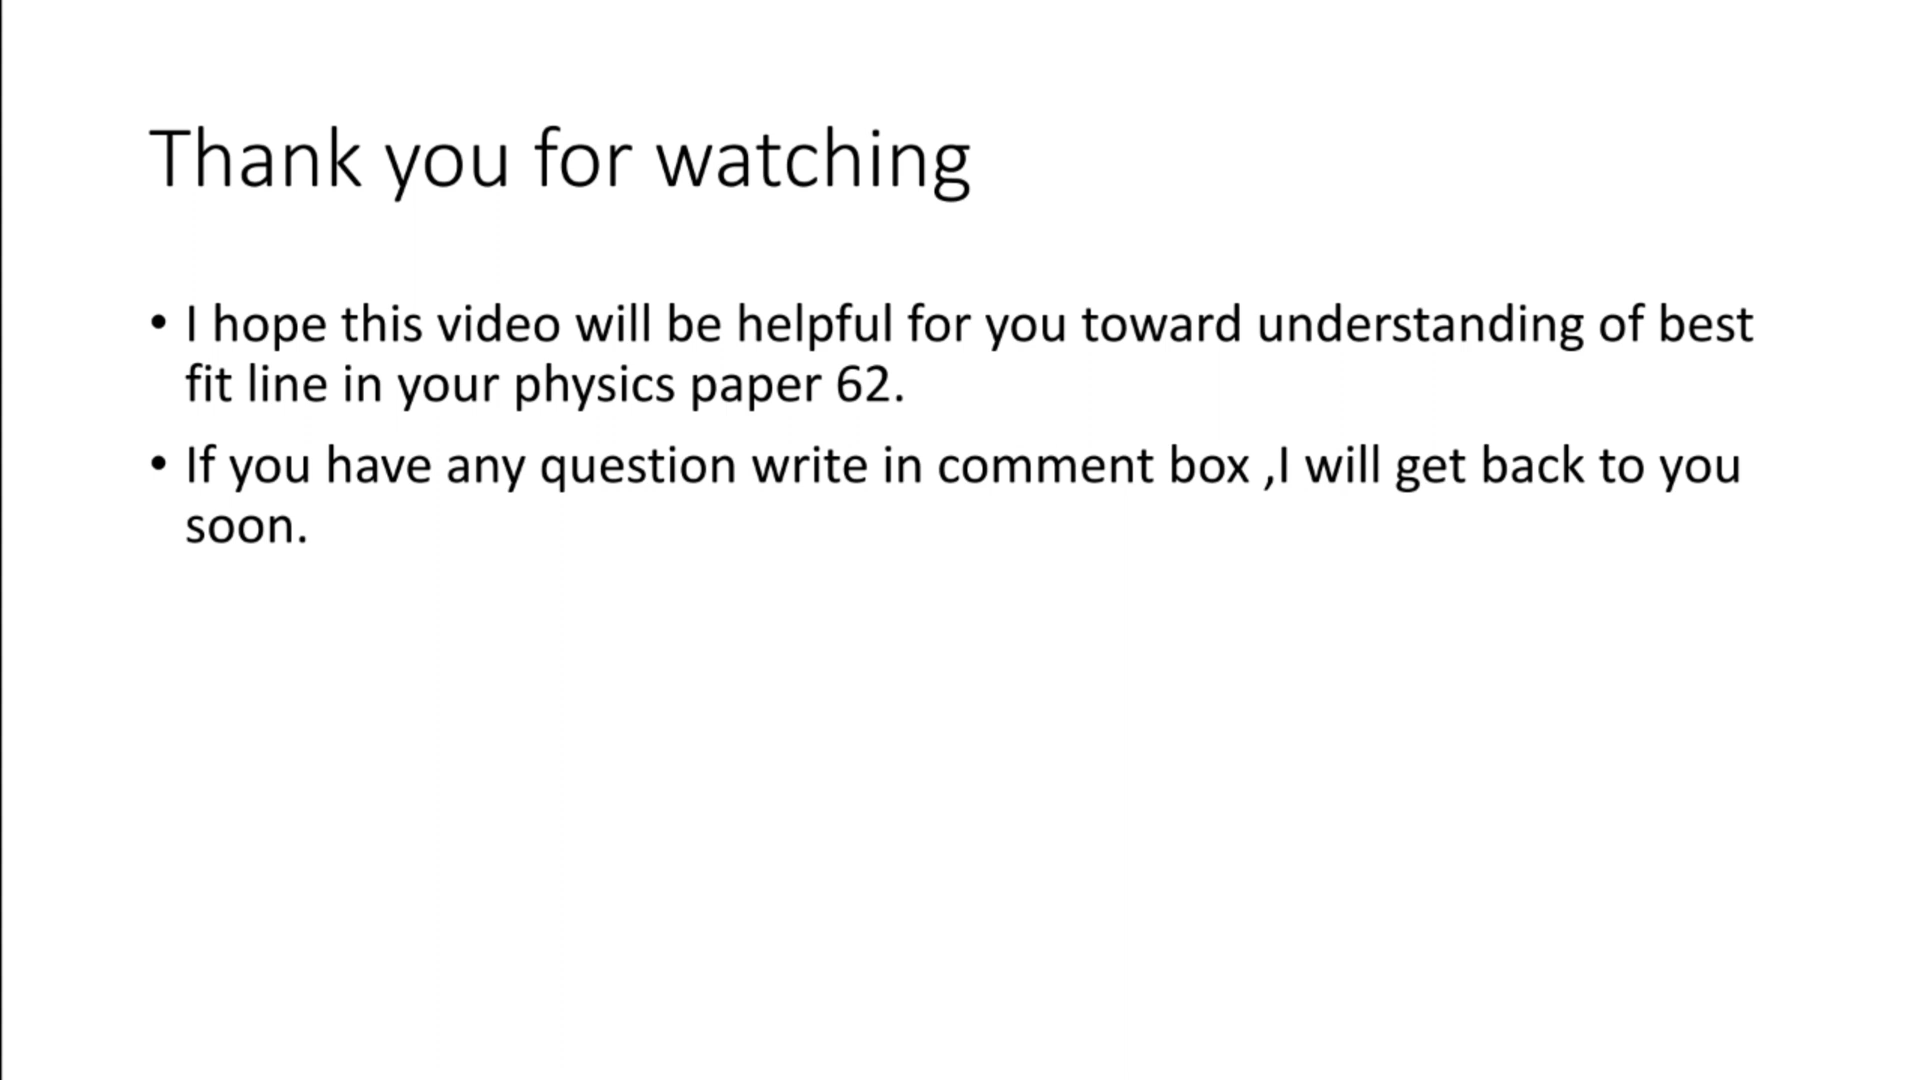 Thank you for watching
• I hope this video will be helpful for you toward understanding of best
fit line in your physics paper 62.
• If you have any question write in comment box ,I will get back to you
soon.